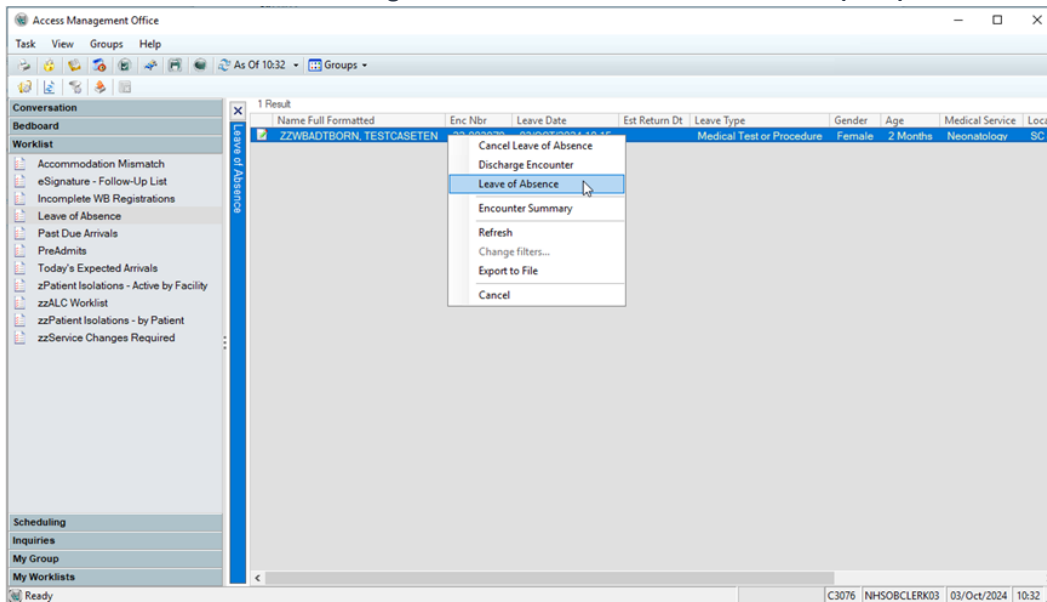 Access Management Office
Task View Groups Help
As Of 10:32 Groups
Conversation
Bedboard
Worklist
Accommodation Mismatch
eSignature - Follow-Up List
Incomplete WB Registrations
Leave of Absence
Past Due Arrivals
PreAdmits
Today's Expected Arrivals
zPatient Isolations - Active by Facility
zzALC Worklist
zzPatient Isolations - by Patient
zzService Changes Required
Scheduling
Inquiries
My Group
My Worklists
Leave of Absence
1 Result
Name Full Formatted Enc Nbr Leave Date Est Return Dt Leave Type Gender Age Medical Service Loca
ZZWBADTBORN, TESTCASETEN Medical Test or Procedure Female 2 Months Neonatology SC
Cancel Leave of Absence
Discharge Encounter
Leave of Absence
Encounter Summary
Refresh
Change filters...
Export to File
Cancel
Ready C3076 NHSOBCLERK03 03/Oct/2024 10:32